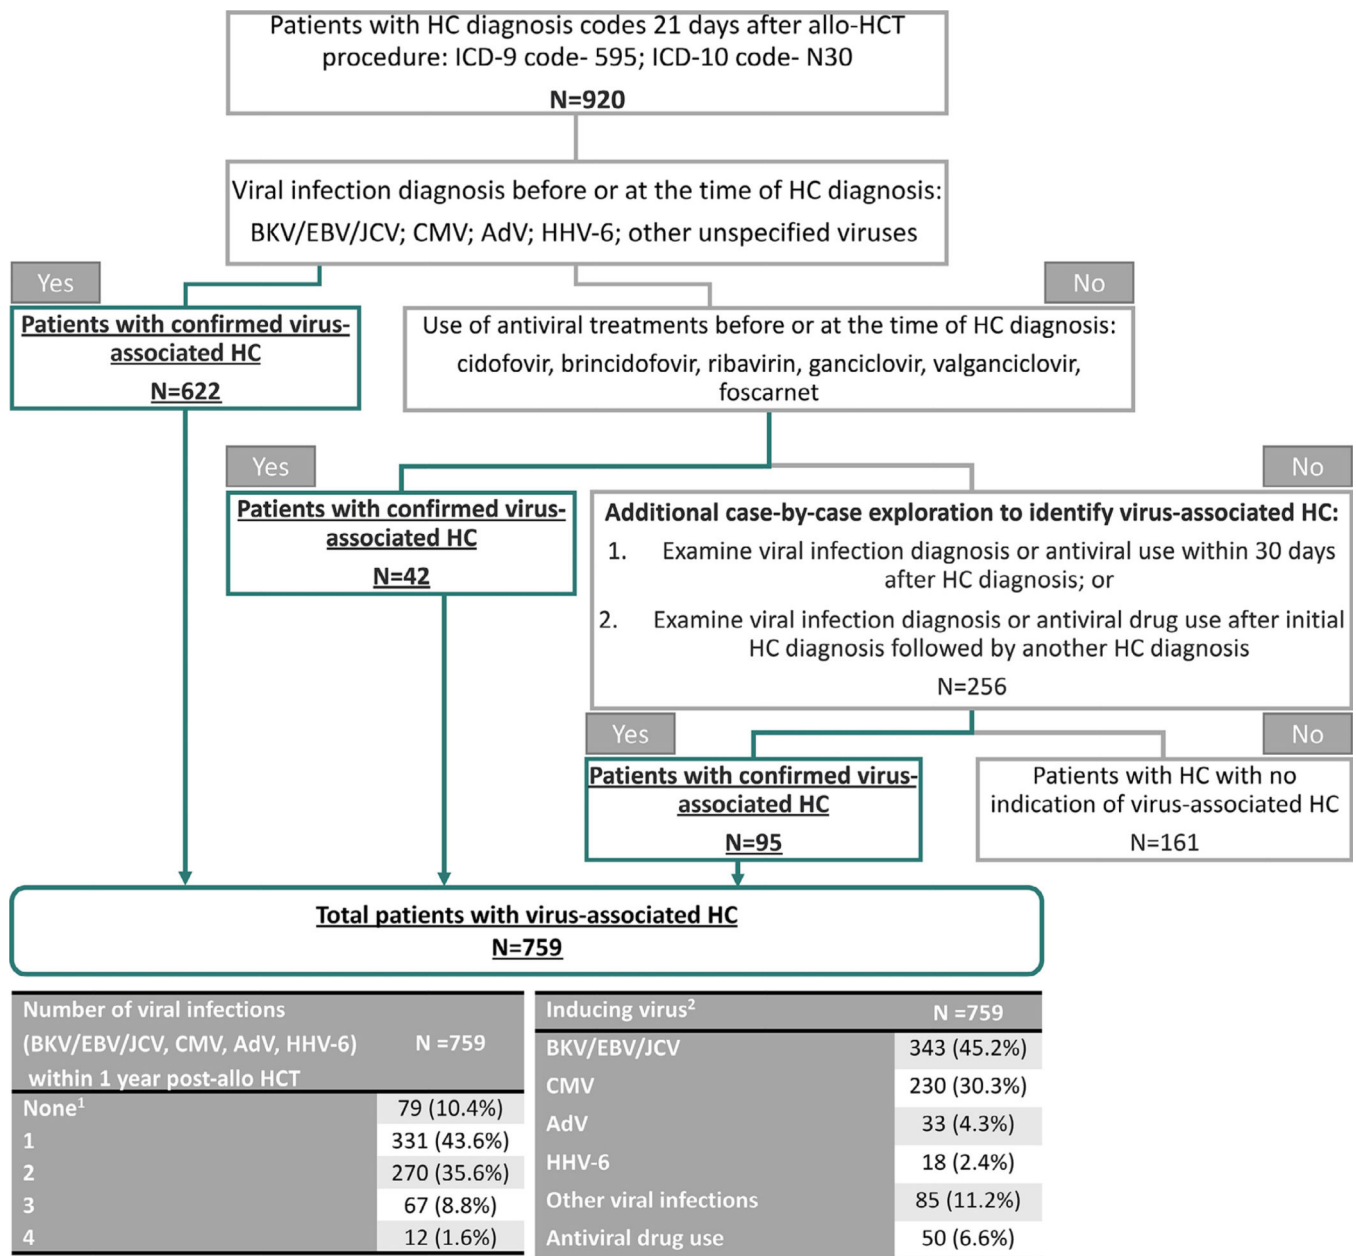 Patients with HC diagnosis codes 21 days after allo-HCT
procedure: ICD-9 code- 595; ICD-10 code- N30
N=920
Viral infection diagnosis before or at the time of HC diagnosis:
BKV/EBV/JCV; CMV; AdV; HHV-6; other unspecified viruses
Yes
No
Patients with confirmed virus-
associated HC
N=622
Use of antiviral treatments before or at the time of HC diagnosis:
cidofovir, brincidofovir, ribavirin, ganciclovir, valganciclovir,
foscarnet
Yes
No
Patients with confirmed virus-
associated HC
N=42
Additional case-by-case exploration to identify virus-associated HC:
1. Examine viral infection diagnosis or antiviral use within 30 days
after HC diagnosis; or
2. Examine viral infection diagnosis or antiviral drug use after initial
HC diagnosis followed by another HC diagnosis
N=256
Yes
No
Patients with confirmed virus-
associated HC
N=95
Patients with HC with no
indication of virus-associated HC
N=161
Total patients with virus-associated HC
N=759
Number of viral infections
(BKV/EBV/JCV, CMV, AdV, HHV-6) N =759
within 1 year post-allo HCT
None1 79 (10.4%)
1 331 (43.6%)
2 270 (35.6%)
3 67 (8.8%)
4 12 (1.6%)
Inducing virus2 N =759
BKV/EBV/JCV 343 (45.2%)
CMV 230 (30.3%)
AdV 33 (4.3%)
HHV-6 18 (2.4%)
Other viral infections 85 (11.2%)
Antiviral drug use 50 (6.6%)